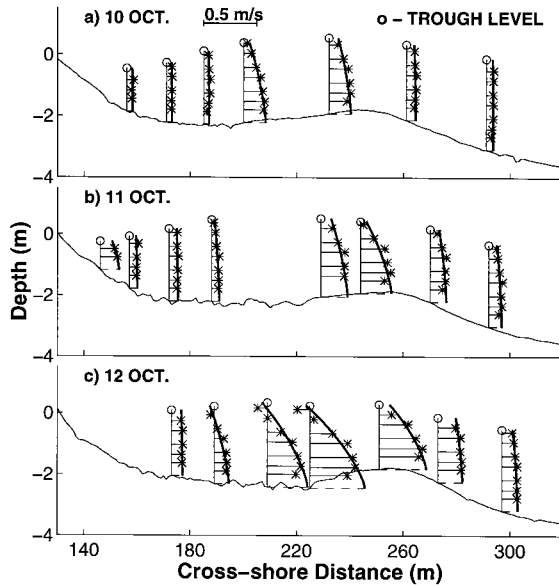 a) 10 OCT.
0.5 m/s
o – TROUGH LEVEL
0
−2
−4
b) 11 OCT.
0
−2
−4
Depth (m)
c) 12 OCT.
0
−2
−4
140 180 220 260 300
Cross−shore Distance (m)